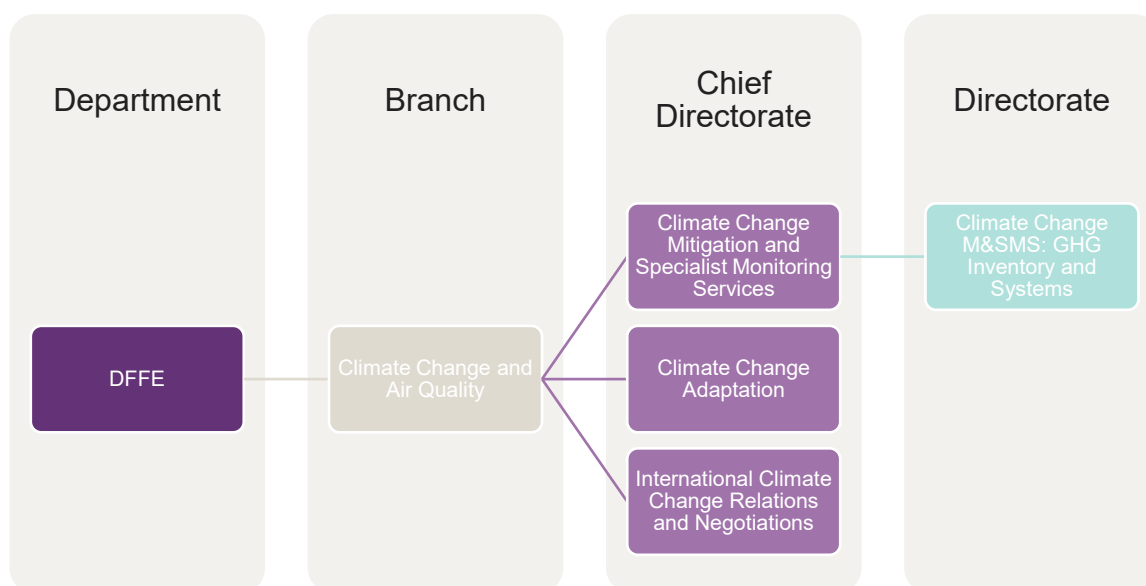 Department
Branch
Chief
Directorate
Directorate
DFFE
Climate Change and
Air Quality
Climate Change
Mitigation and
Specialist Monitoring
Services
Climate Change
Adaptation
International Climate
Change Relations
and Negotiations
Climate Change
M&SMS: GHG
Inventory and
Systems